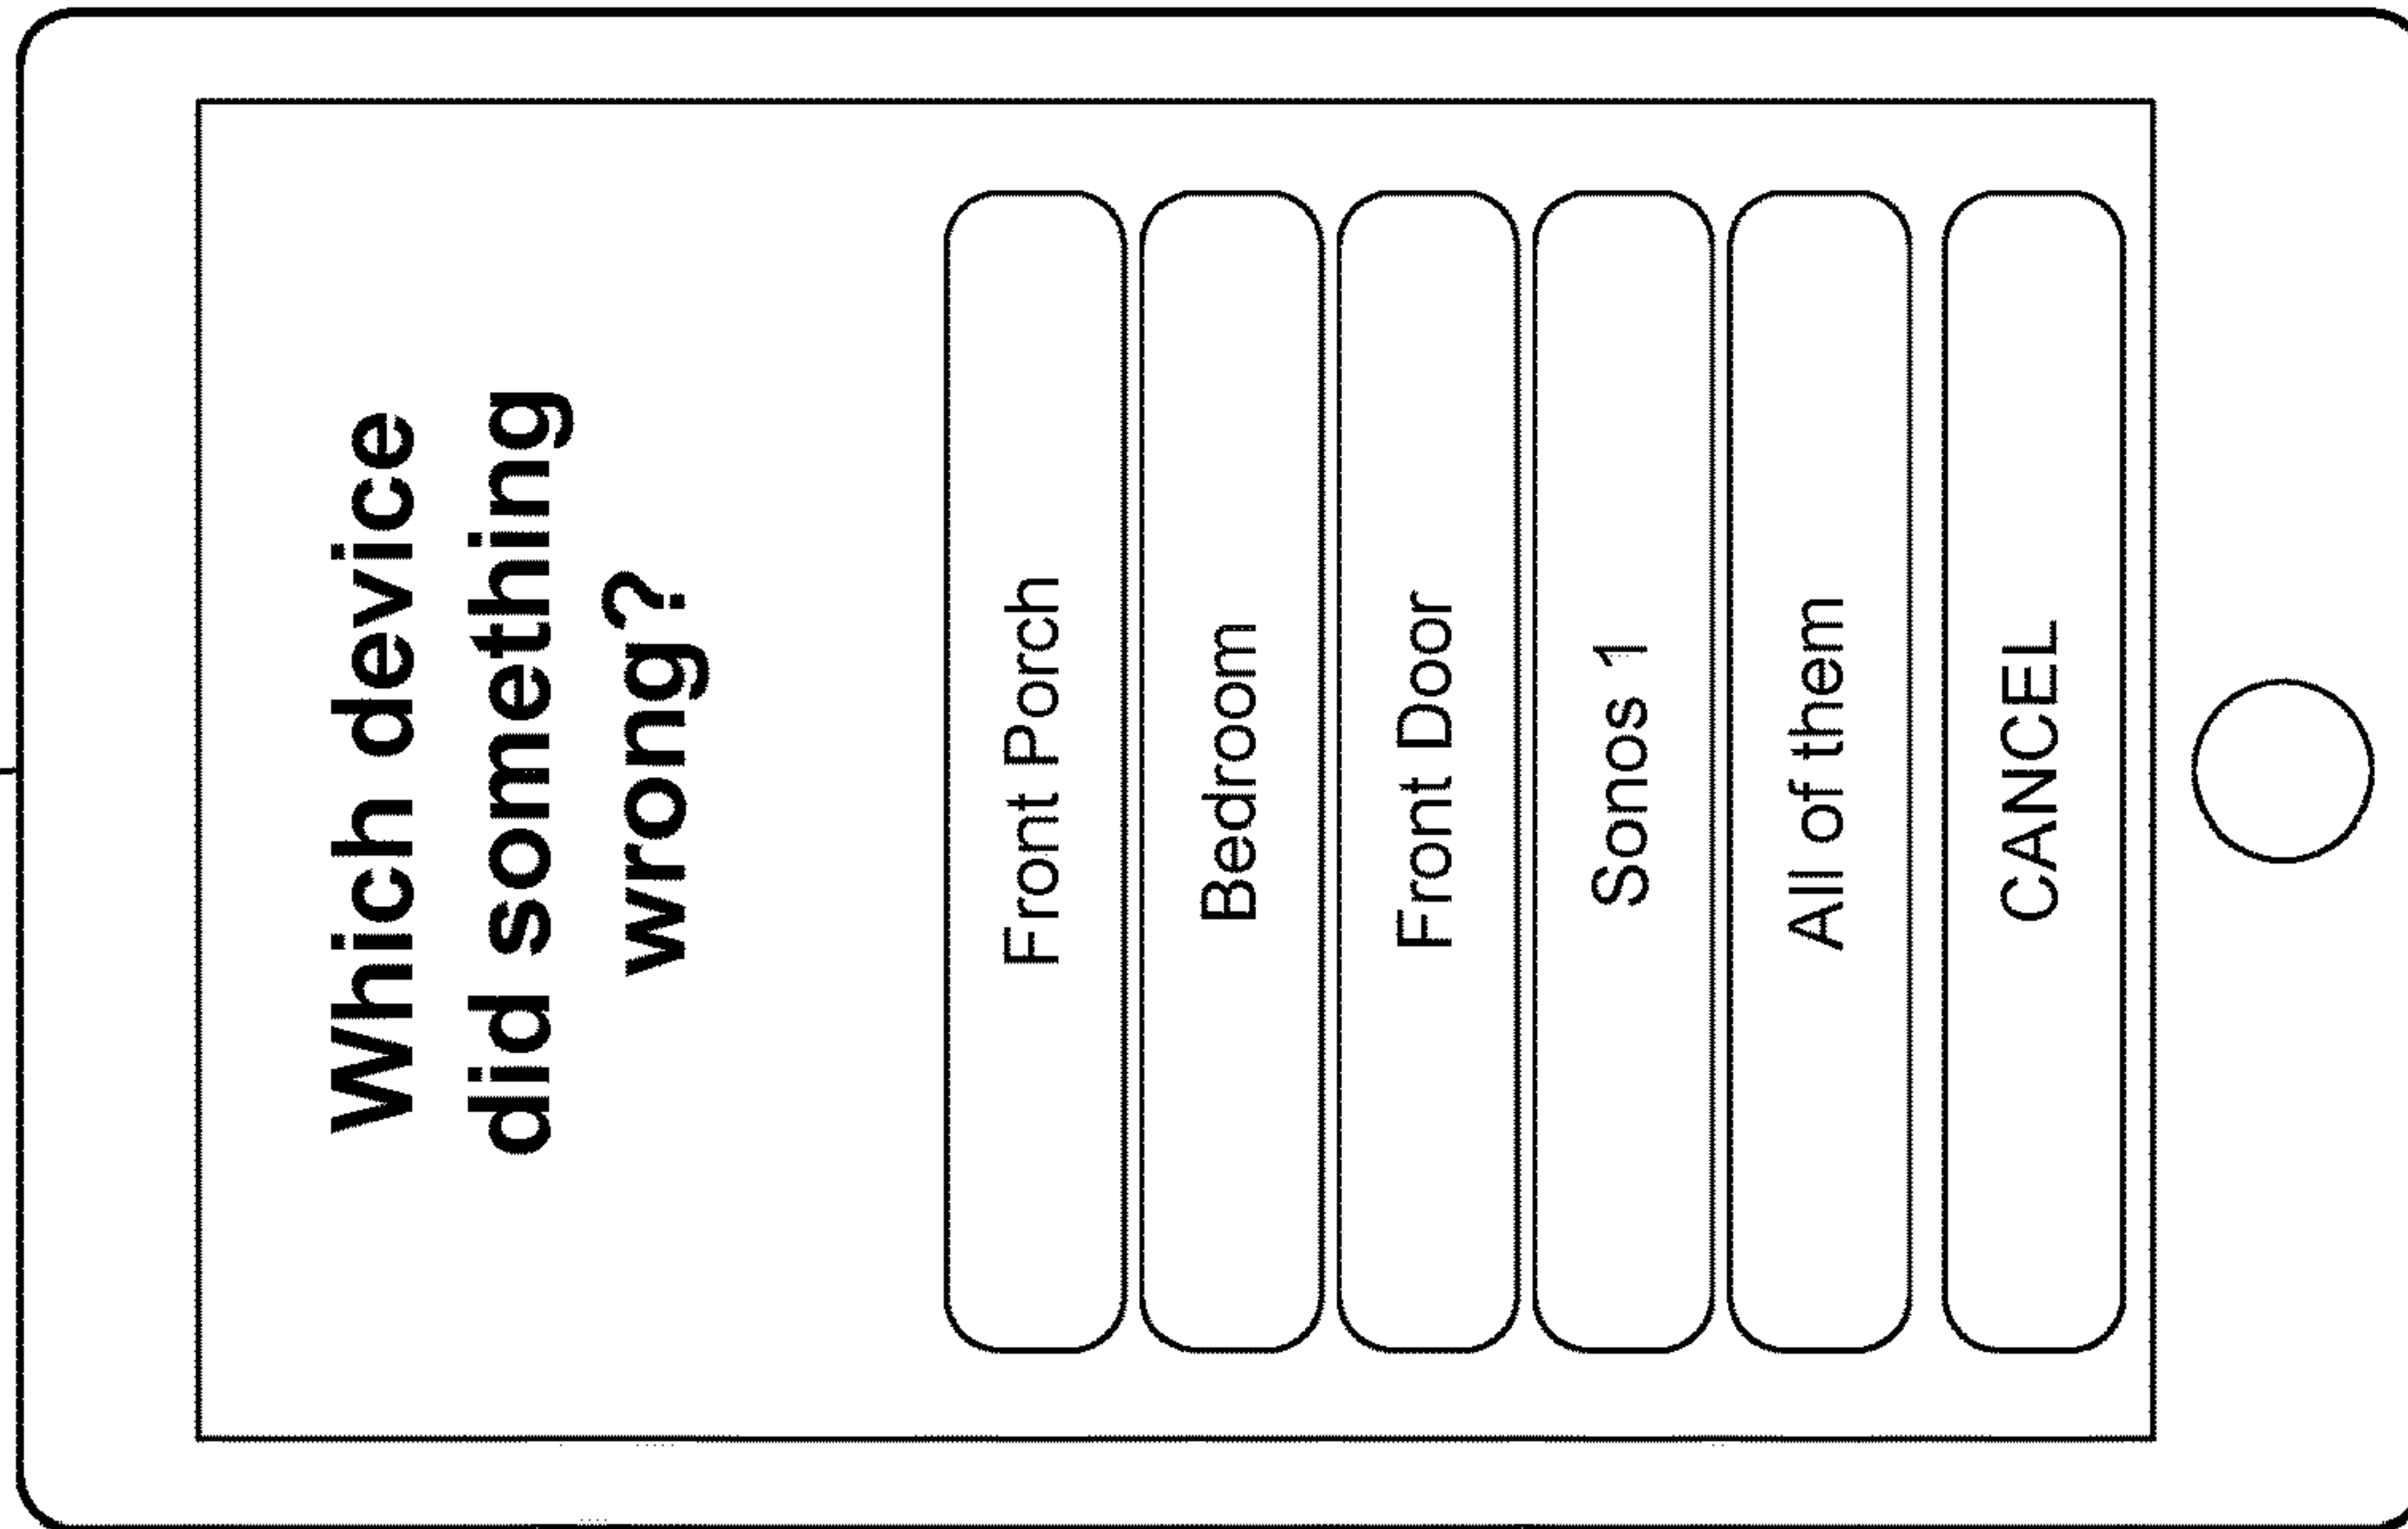 Which device
did something
wrong?
Front Porch
Bedroom
Front Door
Sonos 1
All of them
CANCEL